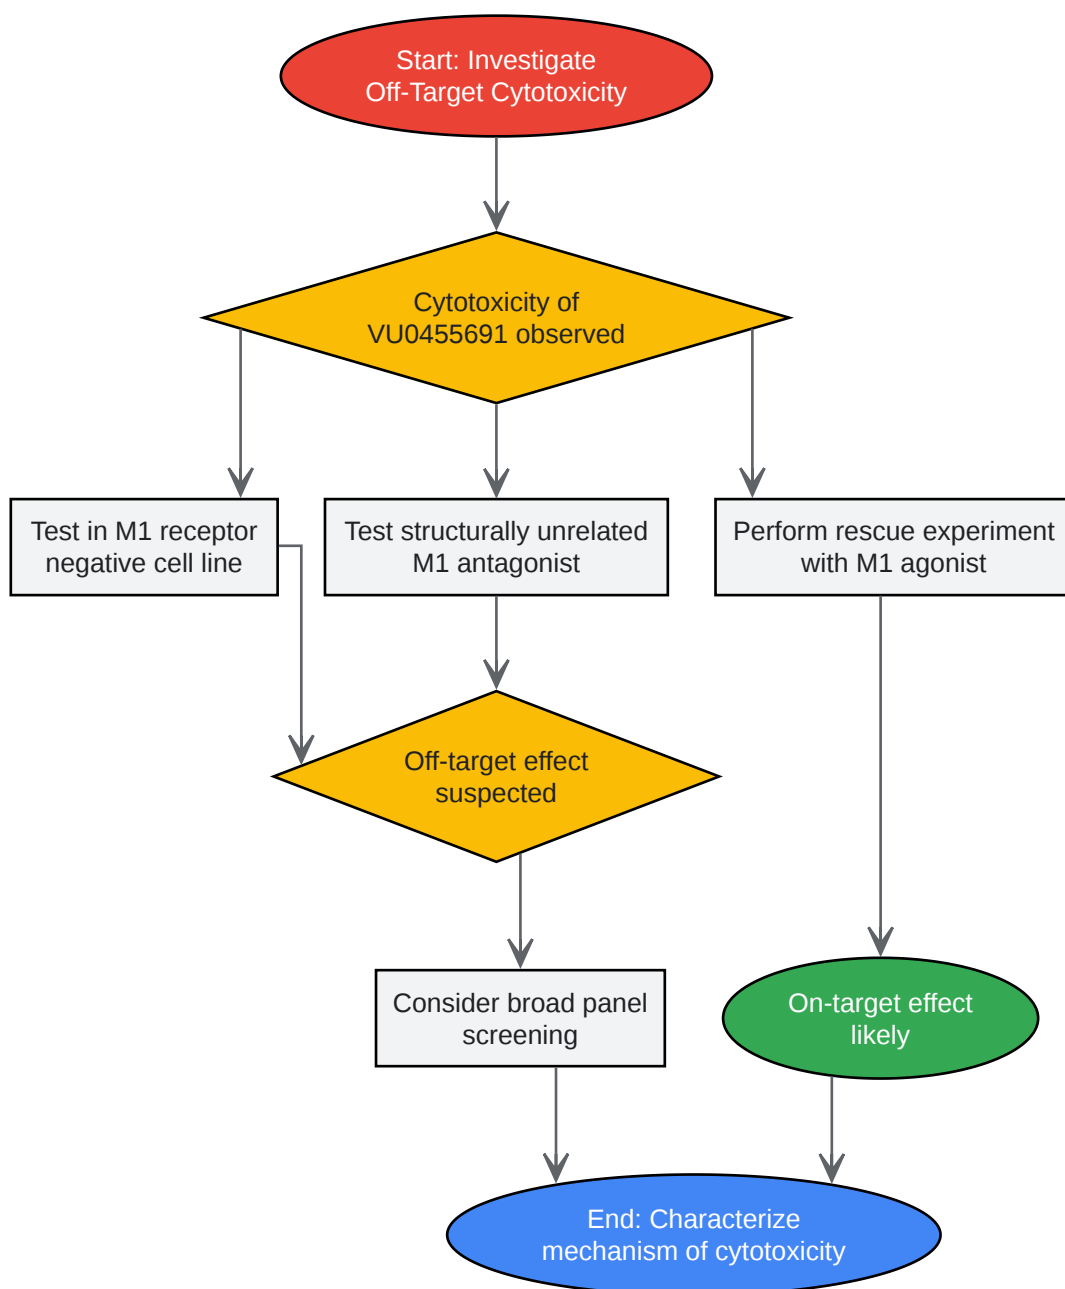 Start: Investigate
Off-Target Cytotoxicity
Cytotoxicity of
VU0455691 observed
Test in M1 receptor
negative cell line
Test structurally unrelated
M1 antagonist
Perform rescue experiment
with M1 agonist
Off-target effect
suspected
Consider broad panel
screening
On-target effect
likely
End: Characterize
mechanism of cytotoxicity